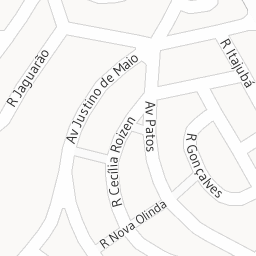 R Jaguarão
Av Justino de Maio
R Itajubá
Av Patos
R Cecília Roizen
R Gonçalves
R Nova Olinda